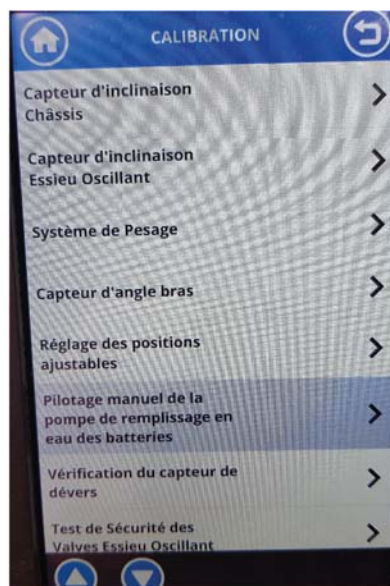 CALIBRATION
Capteur d'inclinaison
Châssis
Capteur d'inclinaison
Essieu Oscillant
Système de Pesage
Capteur d'angle bras
Réglage des positions
ajustables
Pilotage manuel de la
pompe de remplissage en
eau des batteries
Vérification du capteur de
dévers
Test de Sécurité des
Valves Essieu Oscillant